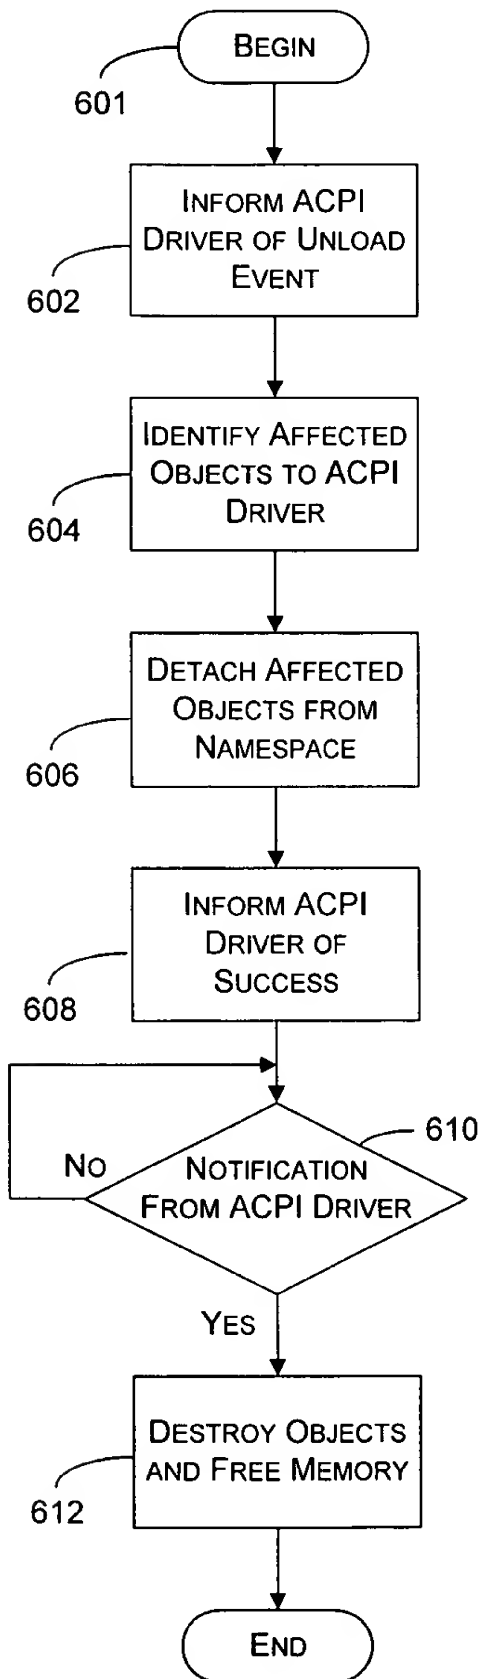 BEGIN
601
INFORM ACPI
DRIVER OF UNLOAD
EVENT
602
IDENTIFY AFFECTED
OBJECTS TO ACPI
DRIVER
604
DETACH AFFECTED
OBJECTS FROM
NAMESPACE
606
INFORM ACPI
DRIVER OF
SUCCESS
608
610
NO
NOTIFICATION
FROM ACPI DRIVER
YES
DESTROY OBJECTS
AND FREE MEMORY
612
END